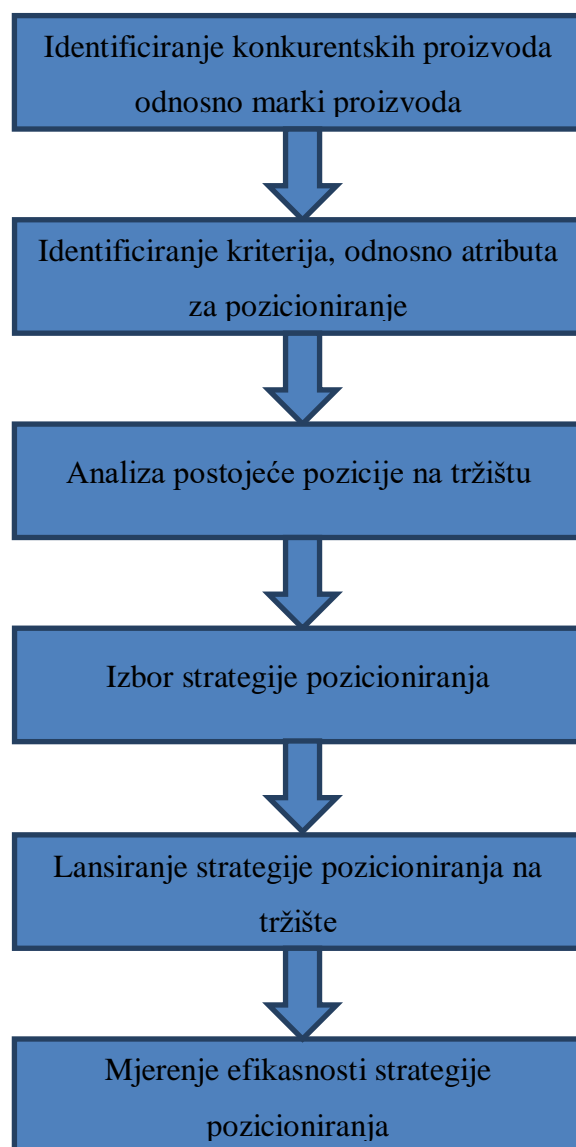 Identificiranje konkurentskih proizvoda
odnosno marki proizvoda
Identificiranje kriterija, odnosno atributa
za pozicioniranje
Analiza postojeće pozicije na tržištu
Izbor strategije pozicioniranja
Lansiranje strategije pozicioniranja na
tržište
Mjerenje efikasnosti strategije
pozicioniranja